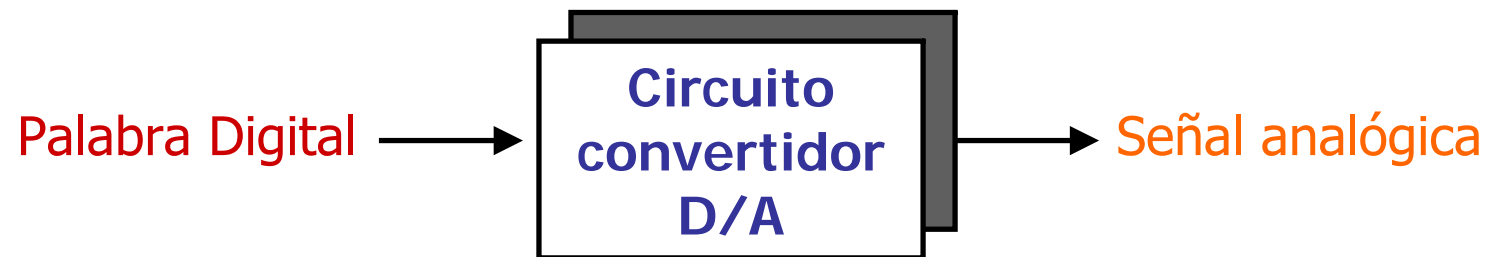 Palabra Digital
Circuito
convertidor
D/A
Señal analógica